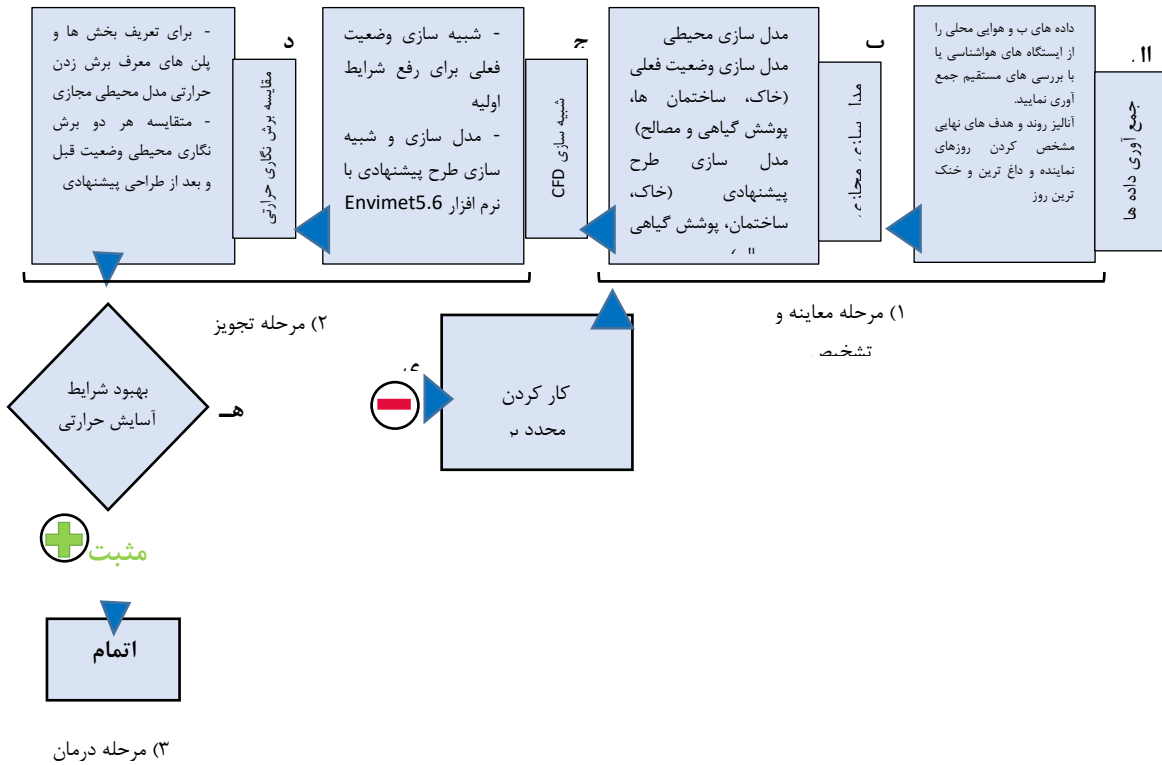 جمع آوری داده ها
داده های ب و هوایی محلی را
از ایستگاه های هواشناسی یا
با بررسی های مستقیم جمع
آوری نمایید.
آنالیز روند و هدف های نهایی
مشخص کردن روزهای
نماینده و داغ ترین و خنک
ترین روز
ب
مدل سازی محیطی
مدل سازی وضعیت فعلی
(خاک، ساختمان ها،
پوشش گیاهی و مصالح)
مدل سازی طرح
پیشنهادی (خاک،
ساختمان، پوشش گیاهی
ج
شبیه سازی CFD
- شبیه سازی وضعیت
فعلی برای رفع شرایط
اولیه
- مدل سازی و شبیه
سازی طرح پیشنهادی با
نرم افزار Envimet5.6
د
مقایسه برش نگاری حرارتی
- برای تعریف بخش ها و
پلن های معرف برش زدن
حرارتی مدل محیطی مجازی
- متقایسه هر دو برش
نگاری محیطی وضعیت قبل
و بعد از طراحی پیشنهادی
۱) مرحله معاینه و
تشخیص
۲) مرحله تجویز
هـ
بهبود شرایط
آسایش حرارتی
کار کردن
مثبت
اتمام
۳) مرحله درمان